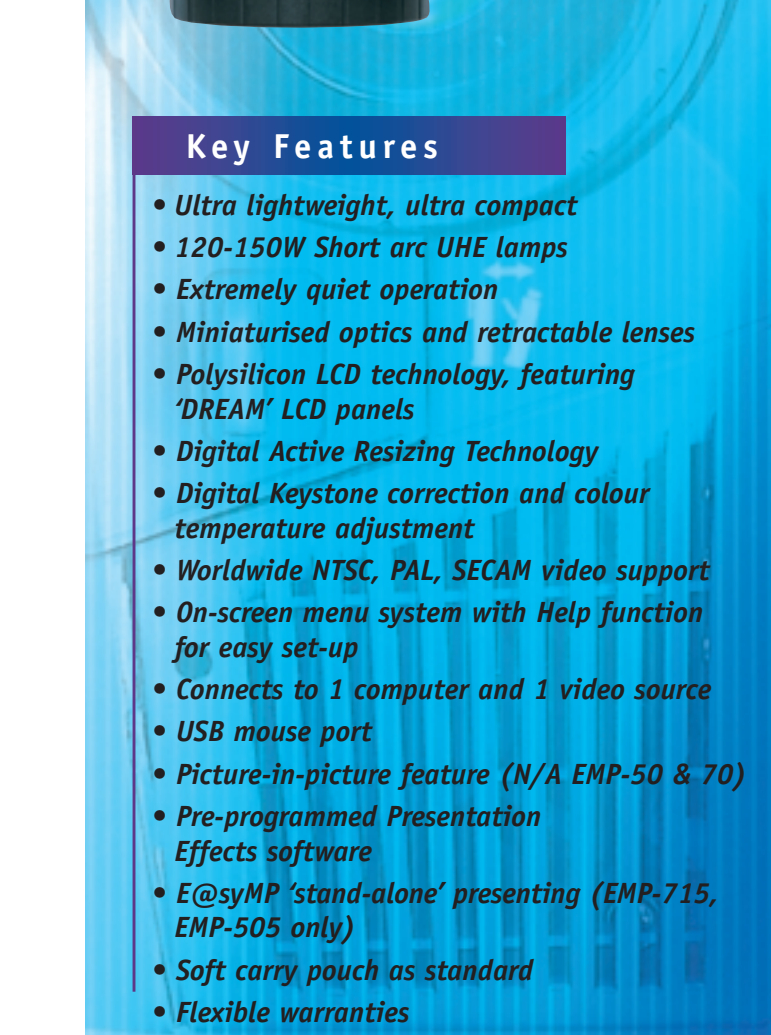 Key Features
• Ultra lightweight, ultra compact
• 120-150W Short arc UHE lamps
• Extremely quiet operation
• Miniaturised optics and retractable lenses
• Polysilicon LCD technology, featuring
‘DREAM’ LCD panels
• Digital Active Resizing Technology
• Digital Keystone correction and colour
temperature adjustment
• Worldwide NTSC, PAL, SECAM video support
• On-screen menu system with Help function
for easy set-up
• Connects to 1 computer and 1 video source
• USB mouse port
• Picture-in-picture feature (N/A EMP-50 & 70)
• Pre-programmed Presentation
Effects software
• E@syMP ‘stand-alone’ presenting (EMP-715,
EMP-505 only)
• Soft carry pouch as standard
• Flexible warranties